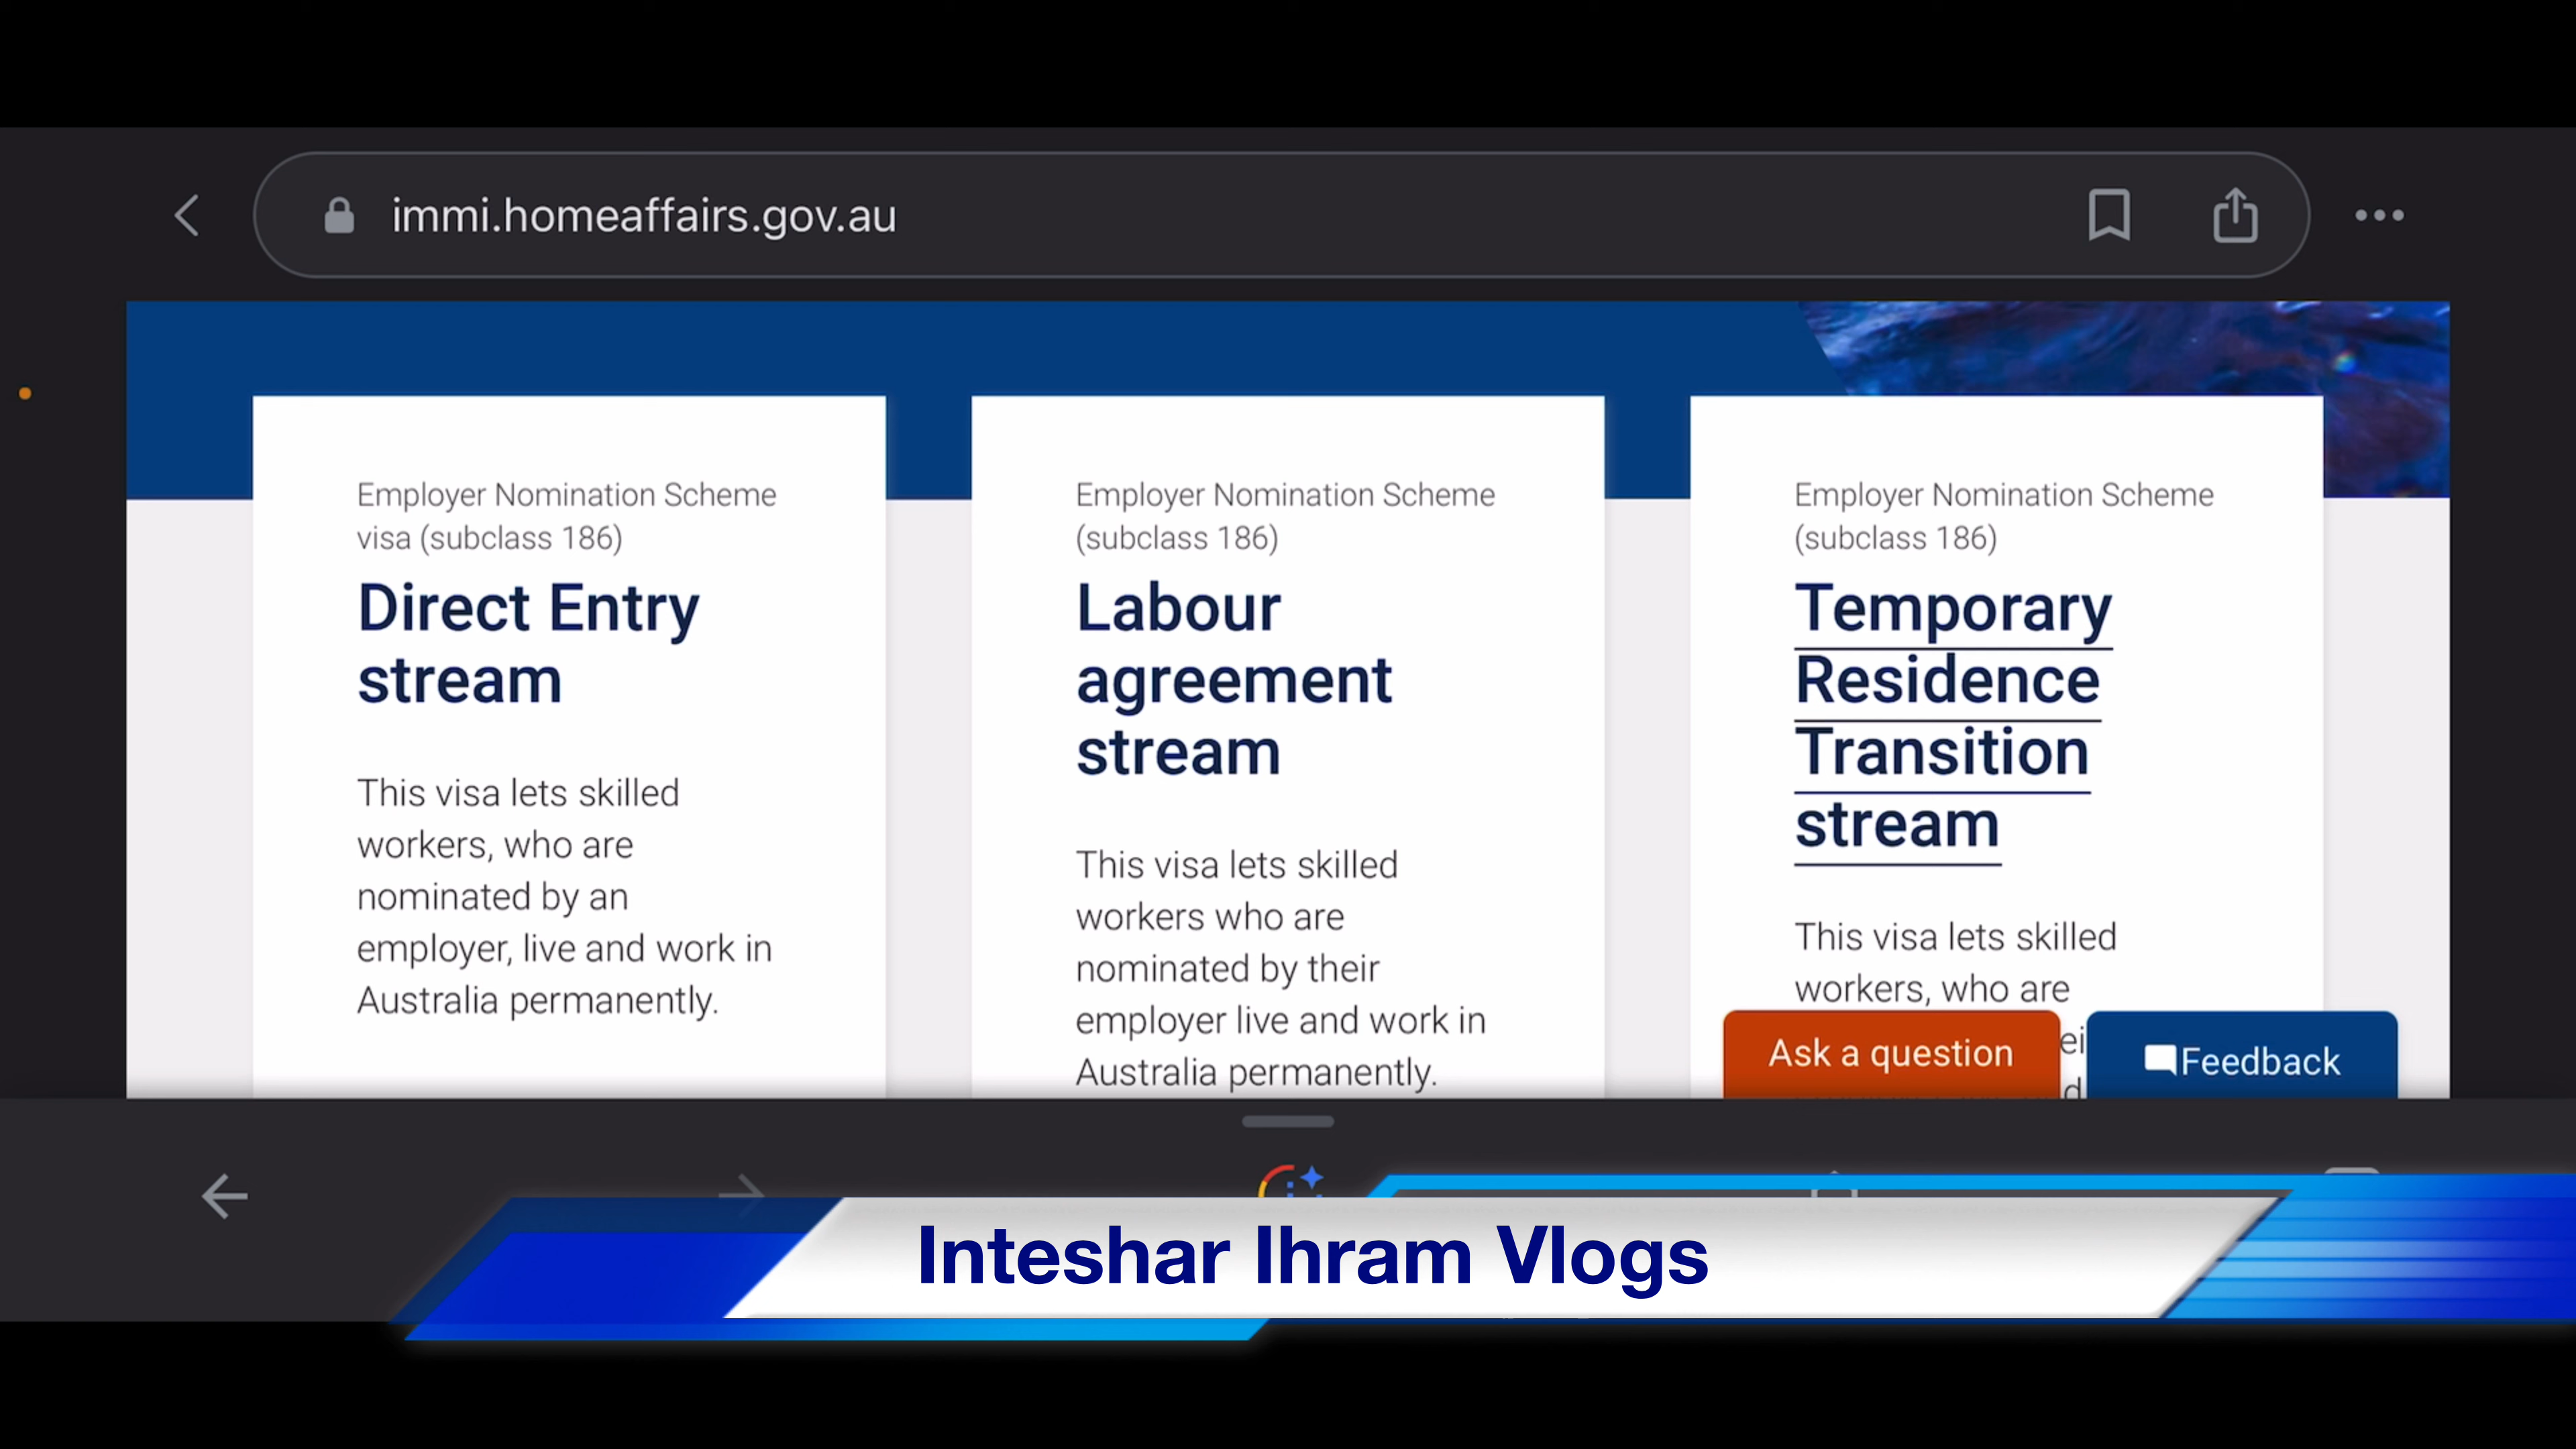 immi.homeaffairs.gov.au
Employer Nomination Scheme
visa (subclass 186)
Direct Entry
stream
This visa lets skilled
workers, who are
nominated by an
employer, live and work in
Australia permanently.
Employer Nomination Scheme
(subclass 186)
Labour
agreement
stream
This visa lets skilled
workers who are
nominated by their
employer live and work in
Australia permanently.
Employer Nomination Scheme
(subclass 186)
Temporary
Residence
Transition
stream
This visa lets skilled
workers, who are
Ask a question
Feedback
Inteshar Ihram Vlogs